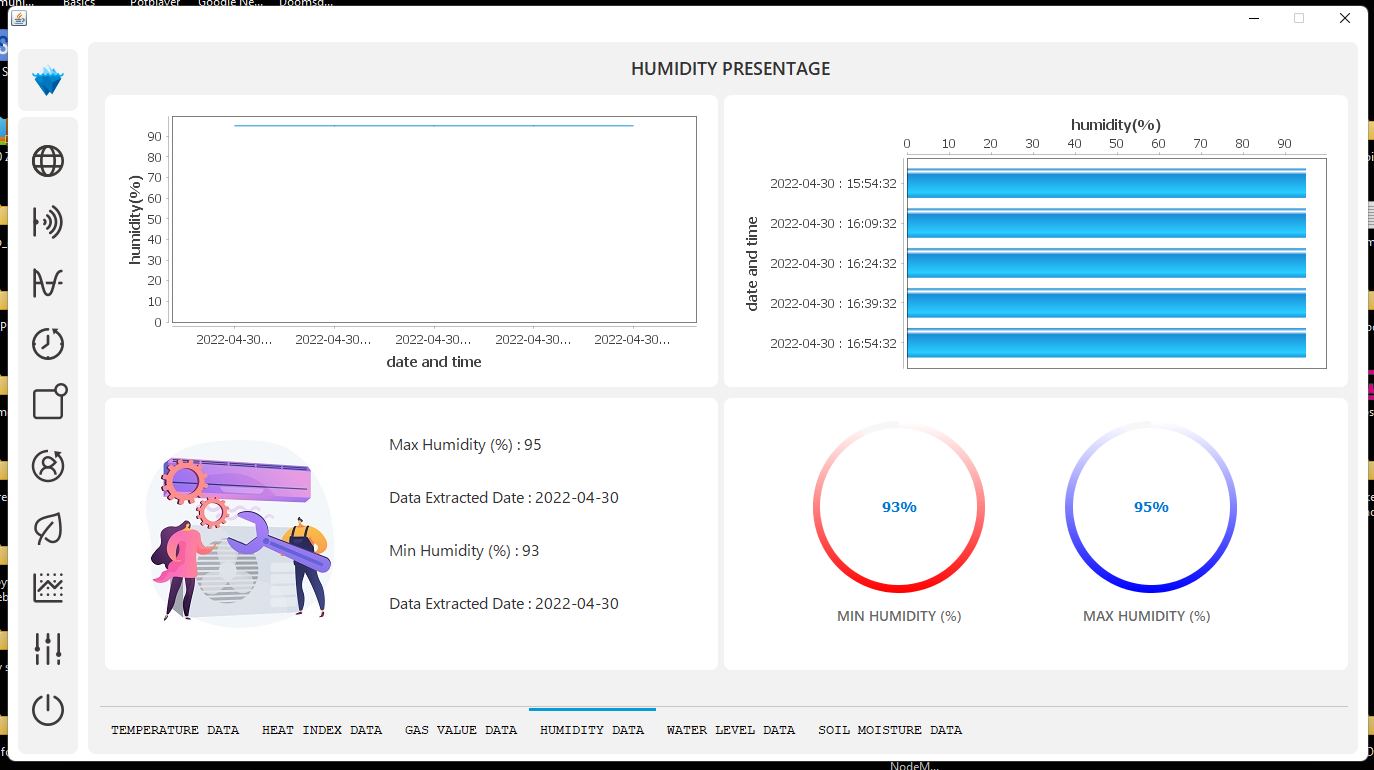 Basics
Potplayer
Google Ne...
Doomsd...
HUMIDITY PRESENTAGE
humidity(%)
90
80
70
60
50
40
30
20
10
0
2022-04-30... 2022-04-30... 2022-04-30... 2022-04-30... 2022-04-30...
date and time
humidity(%)
0 10 20 30 40 50 60 70 80 90
date and time
2022-04-30 : 15:54:32
2022-04-30 : 16:09:32
2022-04-30 : 16:24:32
2022-04-30 : 16:39:32
2022-04-30 : 16:54:32
Max Humidity (%) : 95
Data Extracted Date : 2022-04-30
Min Humidity (%) : 93
Data Extracted Date : 2022-04-30
93%
MIN HUMIDITY (%)
95%
MAX HUMIDITY (%)
TEMPERATURE DATA HEAT INDEX DATA GAS VALUE DATA HUMIDITY DATA WATER LEVEL DATA SOIL MOISTURE DATA
NodeM...